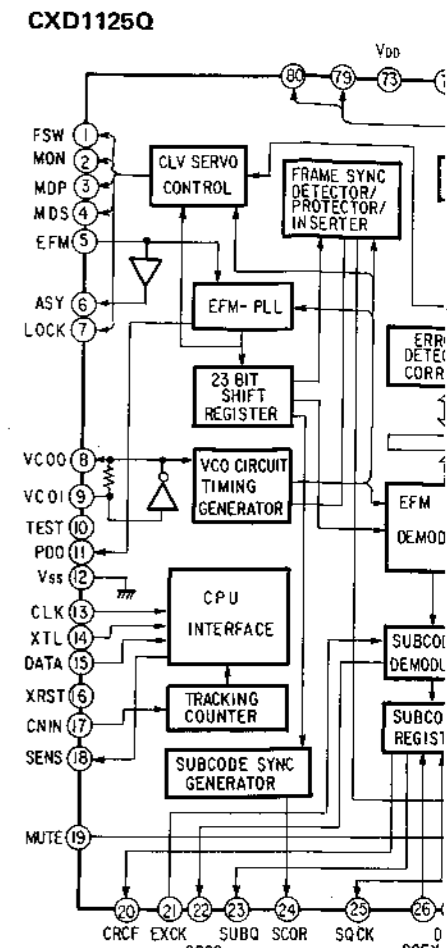 CXD1125Q
VDD
80 79 73
FSW 1
MON 2
MDP 3
MDS 4
EFM 5
ASY 6
LOCK 7
CLV SERVO
CONTROL
FRAME SYNC
DETECTOR/
PROTECTOR/
INSERTER
EFM-PLL
23 BIT
SHIFT
REGISTER
VCOO 8
VCOI 9
TEST 10
PDO 11
VSS 12
CLK 13
XTL 14
DATA 15
XRST 16
CNIN 17
SENS 18
MUTE 19
VCO CIRCUIT
TIMING
GENERATOR
EFM
CPU
INTERFACE
TRACKING
COUNTER
SUBCODE SYNC
GENERATOR
20 21 22 23 24 25 26
CRCF EXCK SUBQ SCOR SQCK